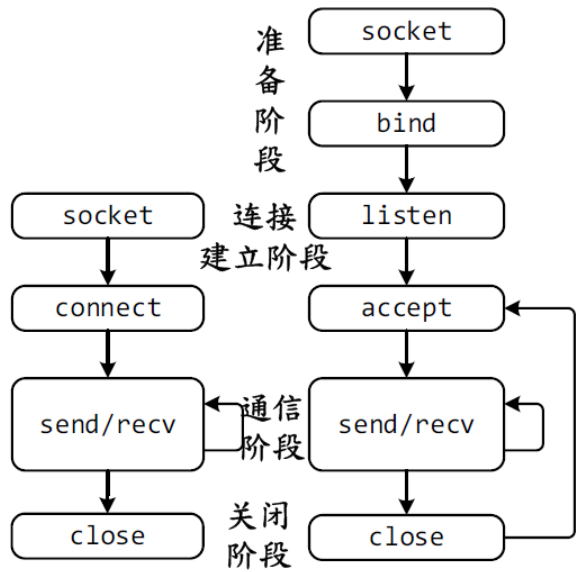 准
备
阶
段
socket
bind
socket
连接
建立阶段
listen
connect
accept
send/recv
通信
阶段
send/recv
close
关闭
阶段
close